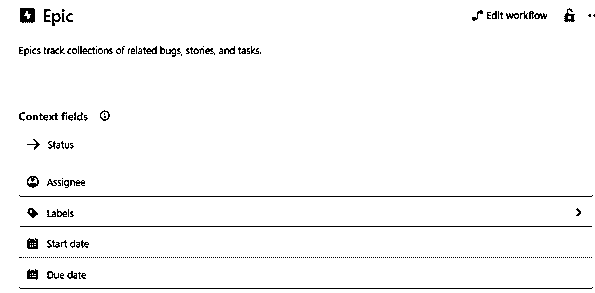 Epic
Edit workflow
Epics track collections of related bugs, stories, and tasks.
Context fields
Status
Assignee
Labels
Start date
Due date